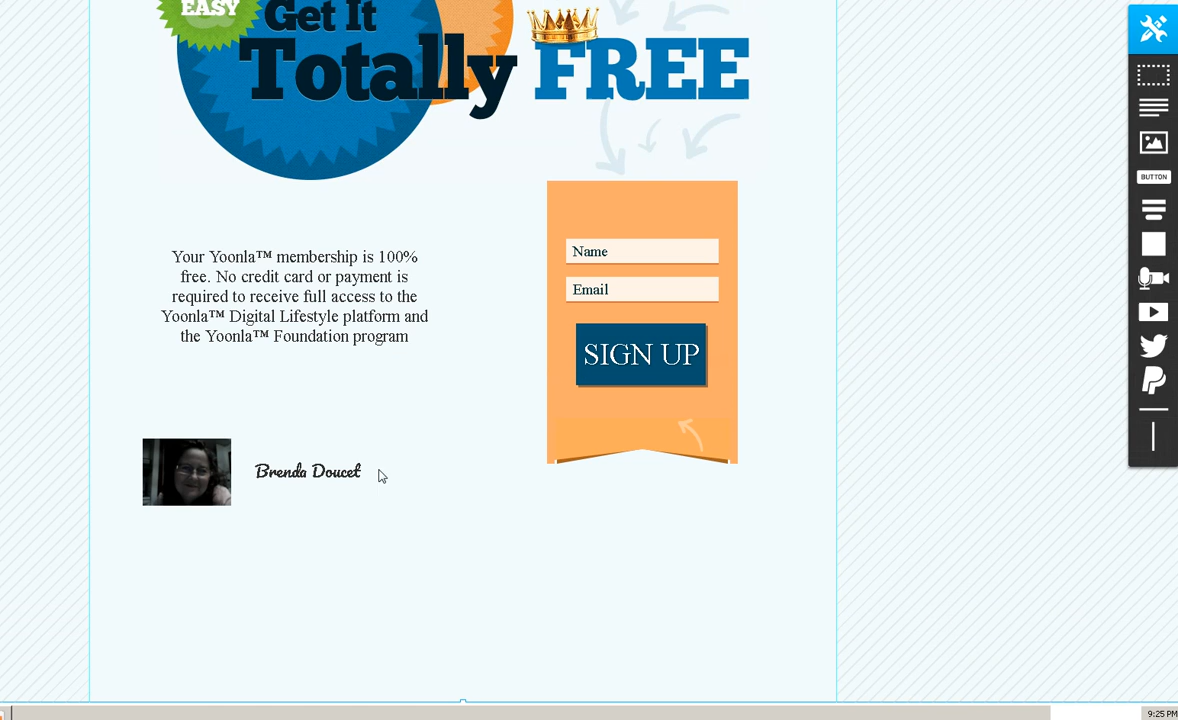 EASY
Get It
Totally FREE
Your Yoonla™ membership is 100%
free. No credit card or payment is
required to receive full access to the
Yoonla™ Digital Lifestyle platform and
the Yoonla™ Foundation program
Name
Email
SIGN UP
Brenda Doucet
BUTTON
9:25 PM